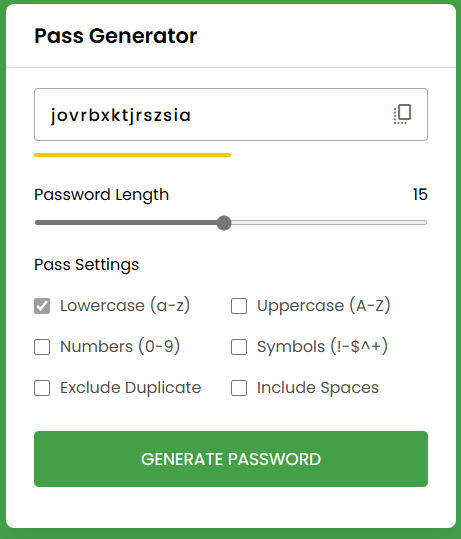 Pass Generator
jovrbxktjrszsia
Password Length 15
Pass Settings
Lowercase (a-z) Uppercase (A-Z)
Numbers (0-9) Symbols (!-$^+)
Exclude Duplicate Include Spaces
GENERATE PASSWORD